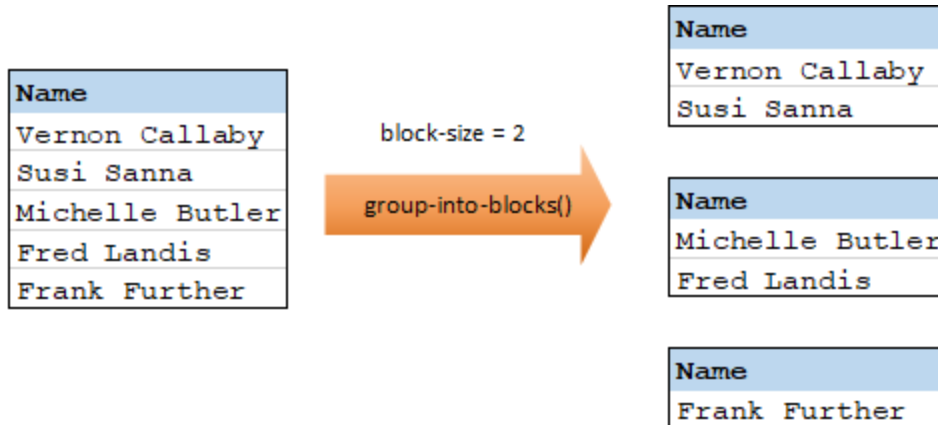 Name
Vernon Callaby
Susi Sanna
Michelle Butler
Fred Landis
Frank Further
block-size = 2
group-into-blocks()
Name
Vernon Callaby
Susi Sanna
Name
Michelle Butler
Fred Landis
Name
Frank Further